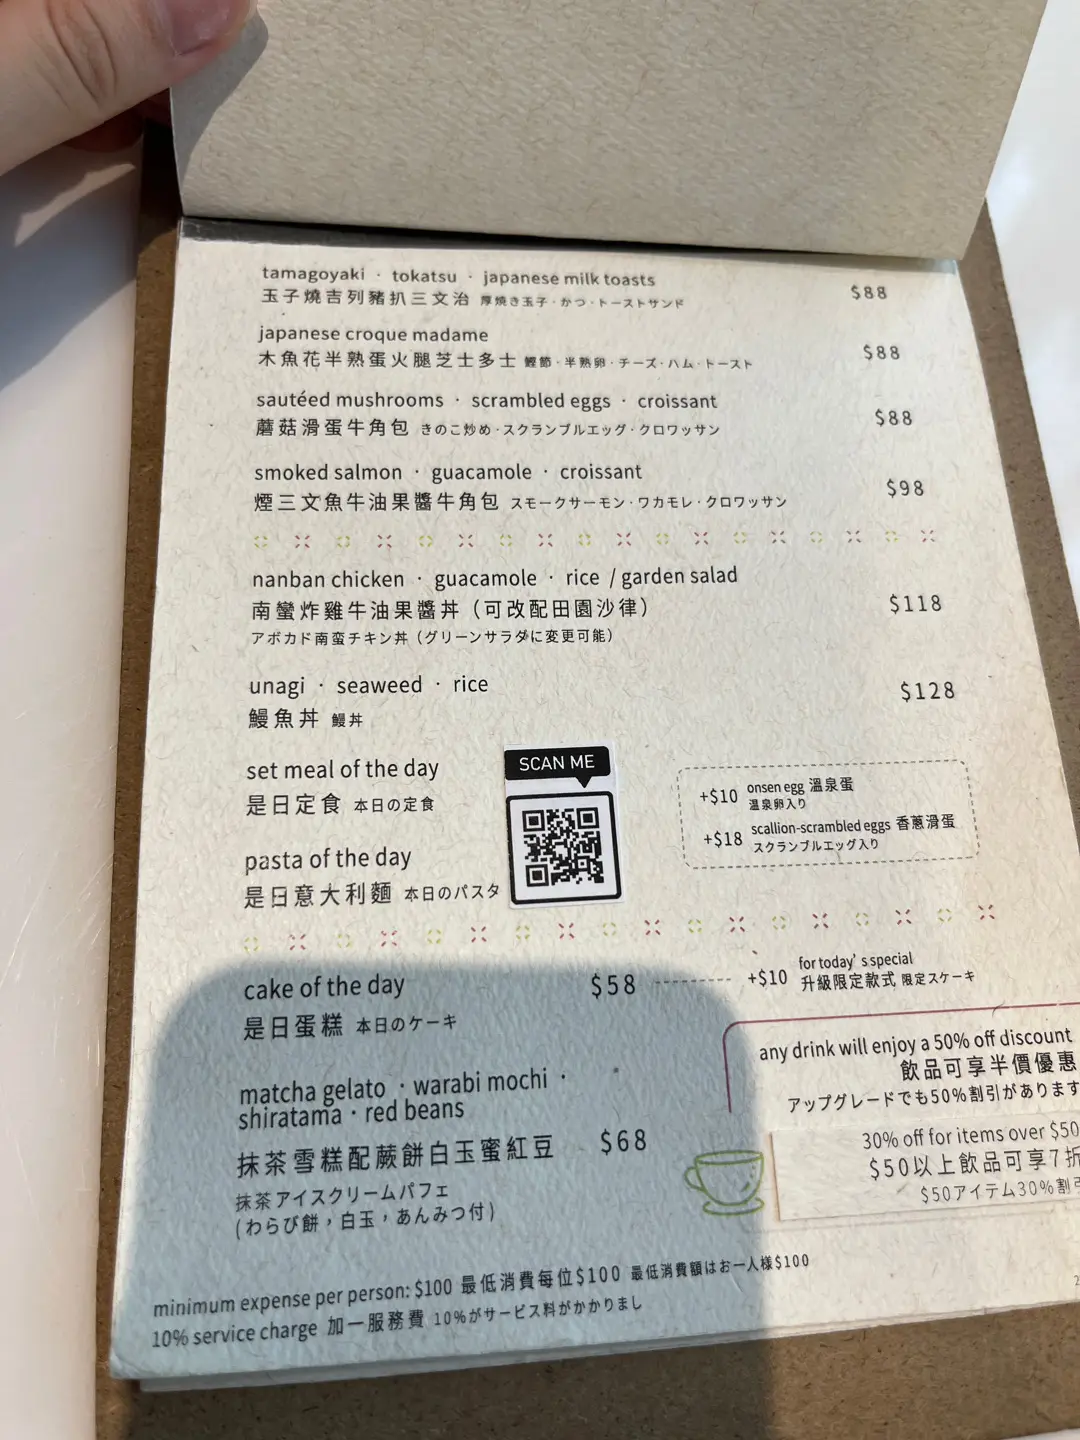 tamagoyaki · tokatsu · japanese milk toasts
玉子燒吉列豬扒三文治 厚焼き玉子・かつ・トーストサンド
$88
japanese croque madame
木魚花半熟蛋火腿芝士多士 鰹節・半熟卵・チーズ・ハム・トースト
$88
sautéed mushrooms · scrambled eggs · croissant
蘑菇滑蛋牛角包 きのこ炒め・スクランブルエッグ・クロワッサン
$88
smoked salmon · guacamole · croissant
煙三文魚牛油果醬牛角包 スモークサーモン・ワカモレ・クロワッサン
$98
nanban chicken · guacamole · rice / garden salad
南蠻炸雞牛油果醬丼（可改配田園沙律）
アボカド南蛮チキン丼（グリーンサラダに変更可能）
$118
unagi · seaweed · rice
鰻魚丼 鰻丼
$128
set meal of the day
是日定食 本日の定食
pasta of the day
是日意大利麵 本日のパスタ
SCAN ME
+$10 onsen egg 溫泉蛋
温泉卵入り
+$18 scallion-scrambled eggs 香蔥滑蛋
スクランブルエッグ入り
cake of the day
是日蛋糕 本日のケーキ
$58
+$10 for today's special
升級限定款式 限定スケーキ
matcha gelato · warabi mochi ·
shiratama · red beans
抹茶雪糕配蕨餅白玉蜜紅豆
$68
抹茶アイスクリームパフェ
(わらび餅，白玉，あんみつ付)
any drink will enjoy a 50% off discount
飲品可享半價優惠
アップグレードでも50%割引があります
30% off for items over $50
$50以上飲品可享7折
$50アイテム30%割引
minimum expense per person: $100 最低消費每位$100 最低消費額はお一人様$100
10% service charge 加一服務費 10%がサービス料がかかりまし